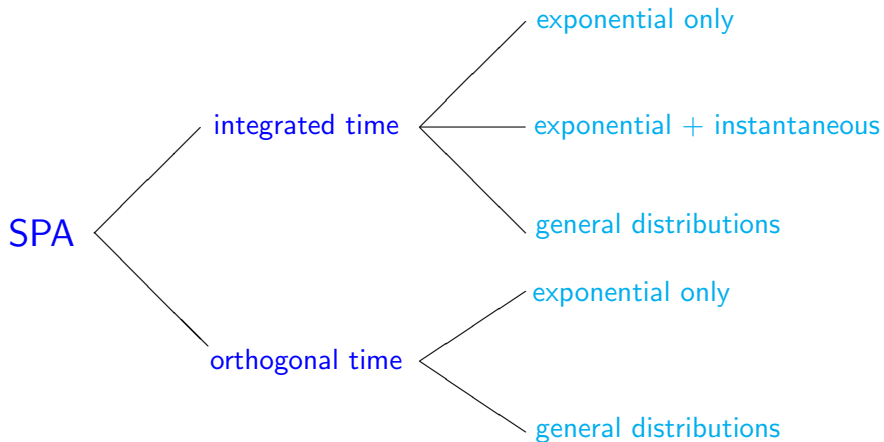 SPA
integrated time
exponential only
exponential + instantaneous
general distributions
orthogonal time
exponential only
general distributions